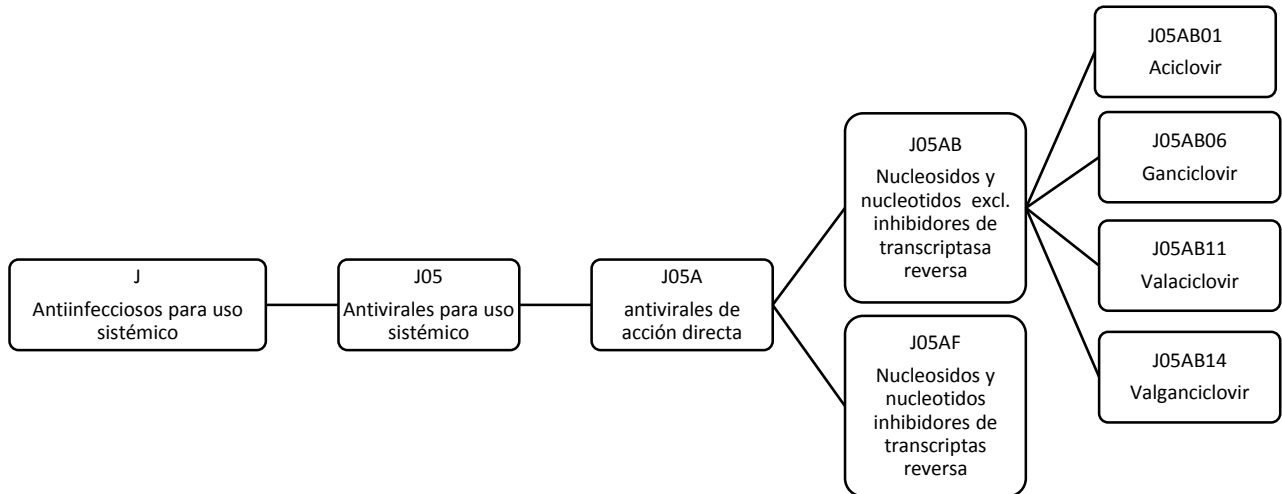 J
Antiinfecciosos para uso
sistémico
J05
Antivirales para uso
sistémico
J05A
antivirales de
acción directa
J05AB
Nucleosidos y
nucleotidos excl.
inhibidores de
transcriptasa
reversa
J05AF
Nucleosidos y
nucleotidos
inhibidores de
transcriptas
reversa
J05AB01
Aciclovir
J05AB06
Ganciclovir
J05AB11
Valaciclovir
J05AB14
Valganciclovir